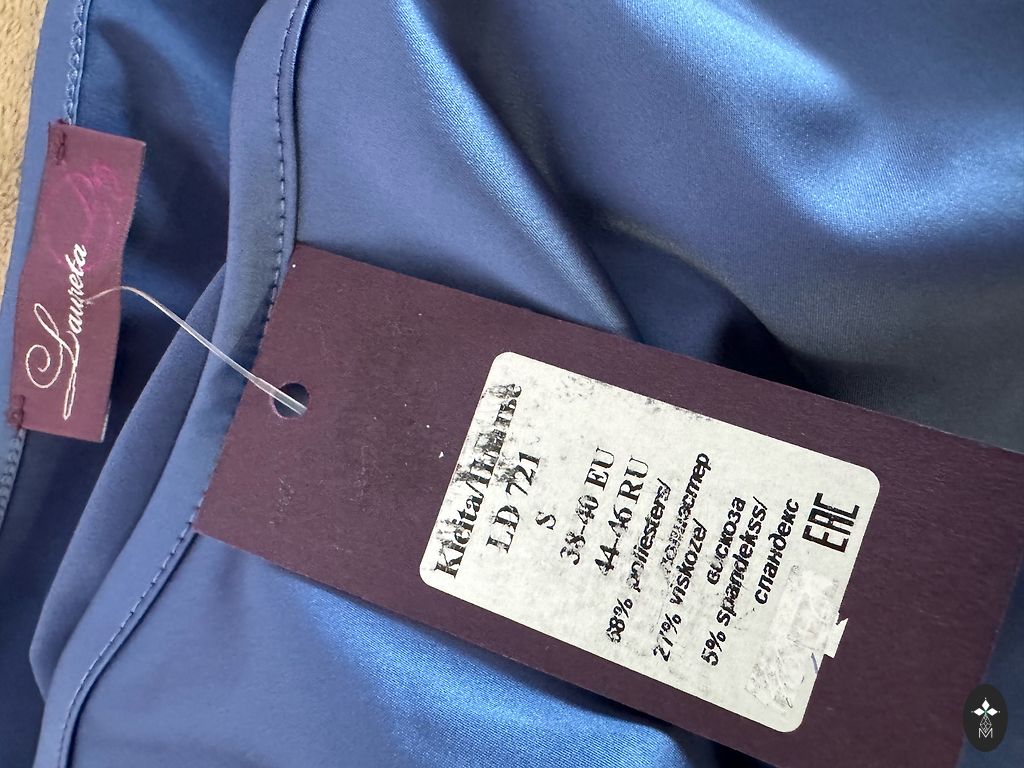 Laureta
Kleita/Платье
LD 721
S
38-40 EU
44-46 RU
68% poliesters/
полиэстер
27% viskoze/
вискоза
5% spandekss/
спандекс
EAC
M